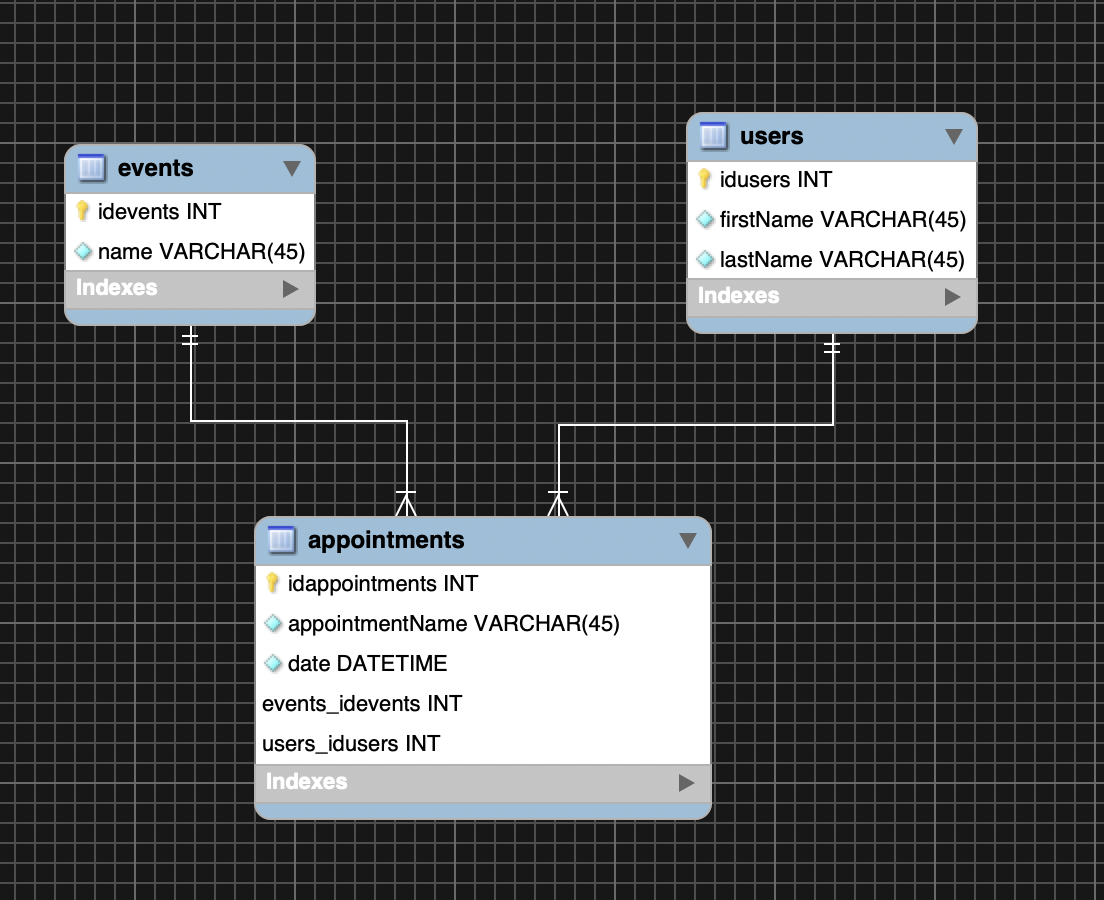 events
idevents INT
name VARCHAR(45)
Indexes
users
idusers INT
firstName VARCHAR(45)
lastName VARCHAR(45)
Indexes
appointments
idappointments INT
appointmentName VARCHAR(45)
date DATETIME
events_idevents INT
users_idusers INT
Indexes